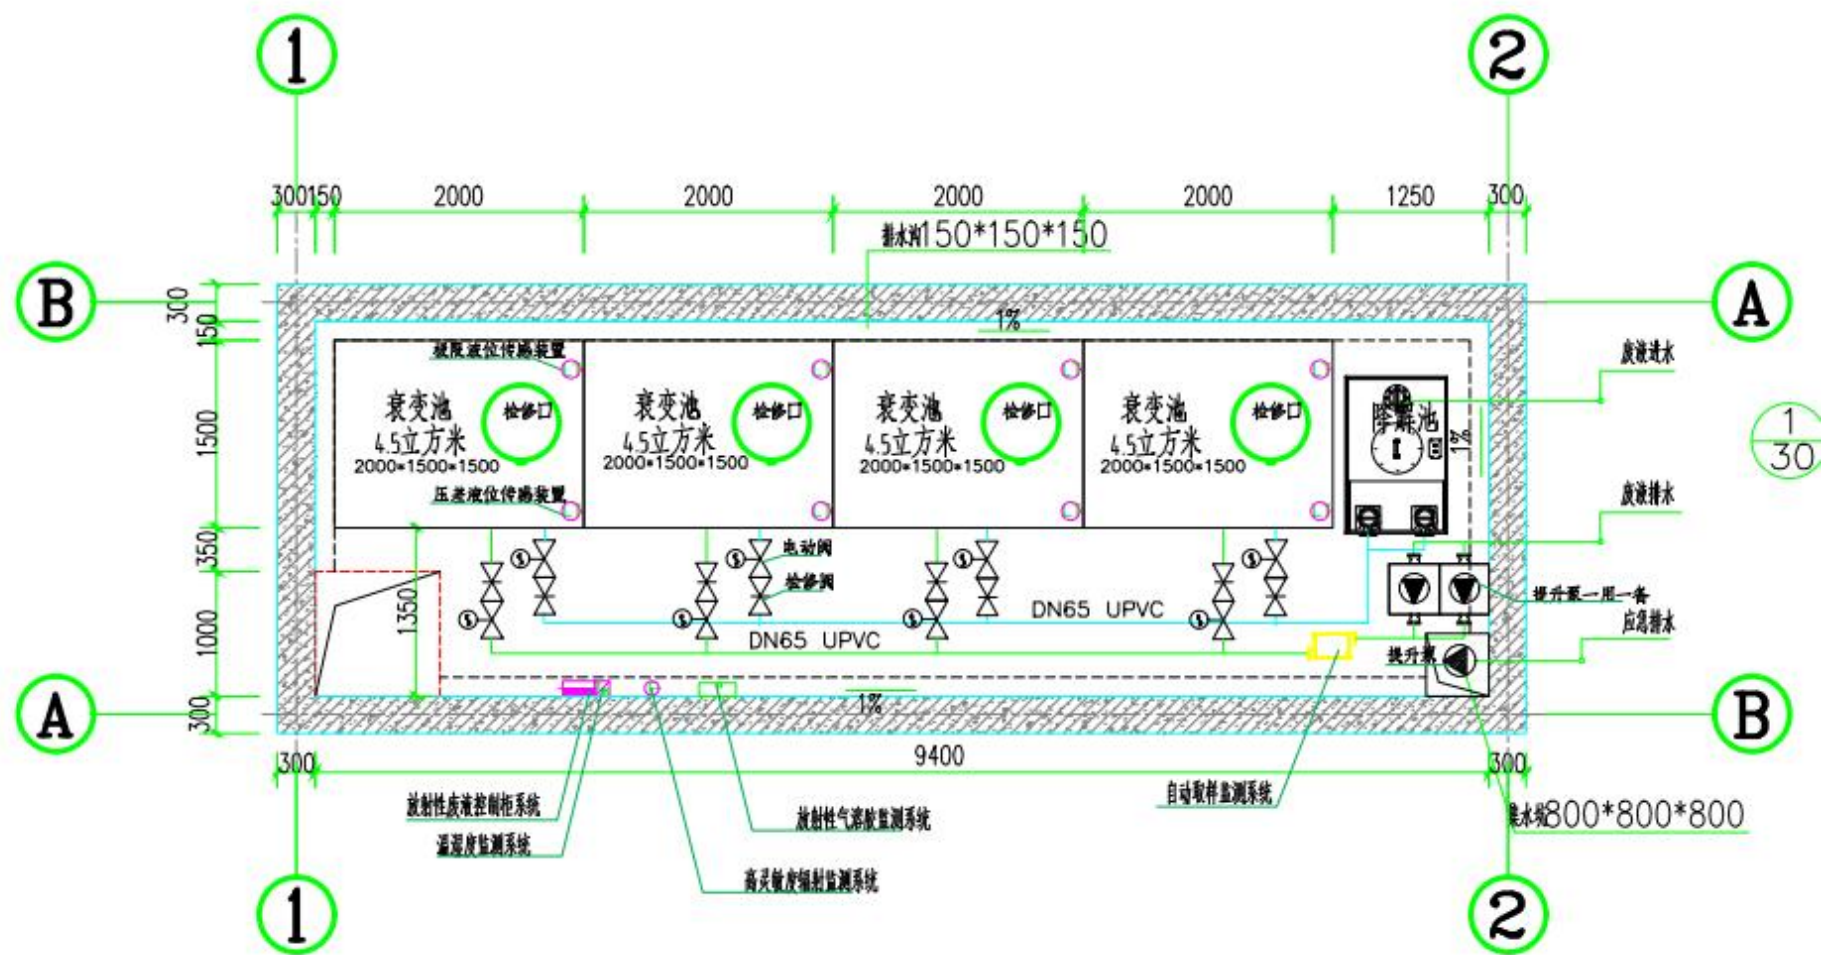 1
2
300
150
2000
2000
2000
2000
1250
300
排水沟150*150*150
B
A
300
150
1%
极限液位传感装置
废液进水
衰变池
4.5立方米
2000*1500*1500
检修口
衰变池
4.5立方米
2000*1500*1500
检修口
衰变池
4.5立方米
2000*1500*1500
检修口
衰变池
4.5立方米
2000*1500*1500
检修口
降解池
1%
1
30
1500
压差液位传感装置
废液排水
350
电动阀
检修阀
提升泵一用一备
1350
DN65 UPVC
DN65 UPVC
应急排水
1000
提升泵
A
B
300
1%
300
9400
300
放射性废液控制柜系统
温湿度监测系统
放射性气溶胶监测系统
高灵敏度辐射监测系统
自动取样监测系统
集水坑800*800*800
1
2